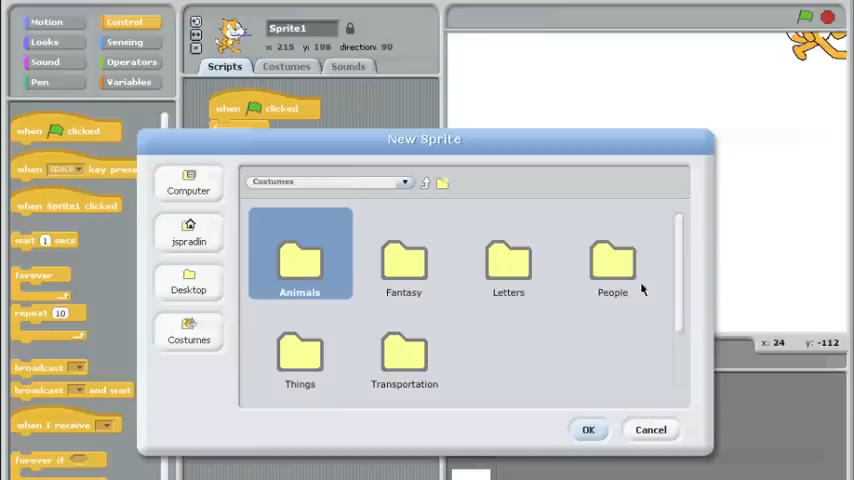 Motion Control
Looks Sensing
Sound Operators
Pen Variables
Sprite1
x: 215 y: 196 direction: 90
Scripts Costumes Sounds
when clicked
when clicked
when space key press
when Sprite1 clicked
wait 1 secs
forever
repeat 10
broadcast
broadcast and wait
when I receive
forever if
New Sprite
Computer
jspradlin
Desktop
Costumes
Costumes
Animals Fantasy Letters People
Things Transportation
OK Cancel
x: 24 y: -112